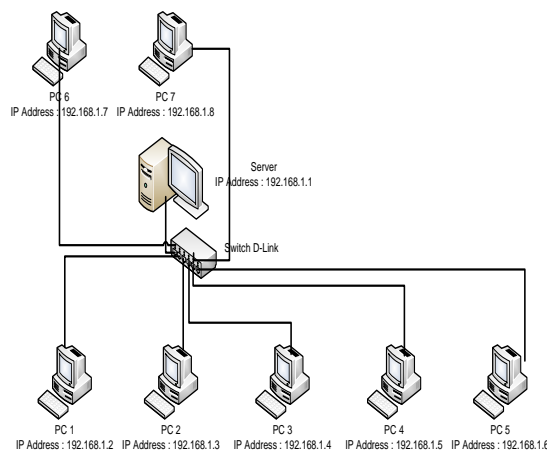 PC 6
IP Address : 192.168.1.7
PC 7
IP Address : 192.168.1.8
Server
IP Address : 192.168.1.1
Switch D-Link
PC 1
IP Address : 192.168.1.2
PC 2
IP Address : 192.168.1.3
PC 3
IP Address : 192.168.1.4
PC 4
IP Address : 192.168.1.5
PC 5
IP Address : 192.168.1.6